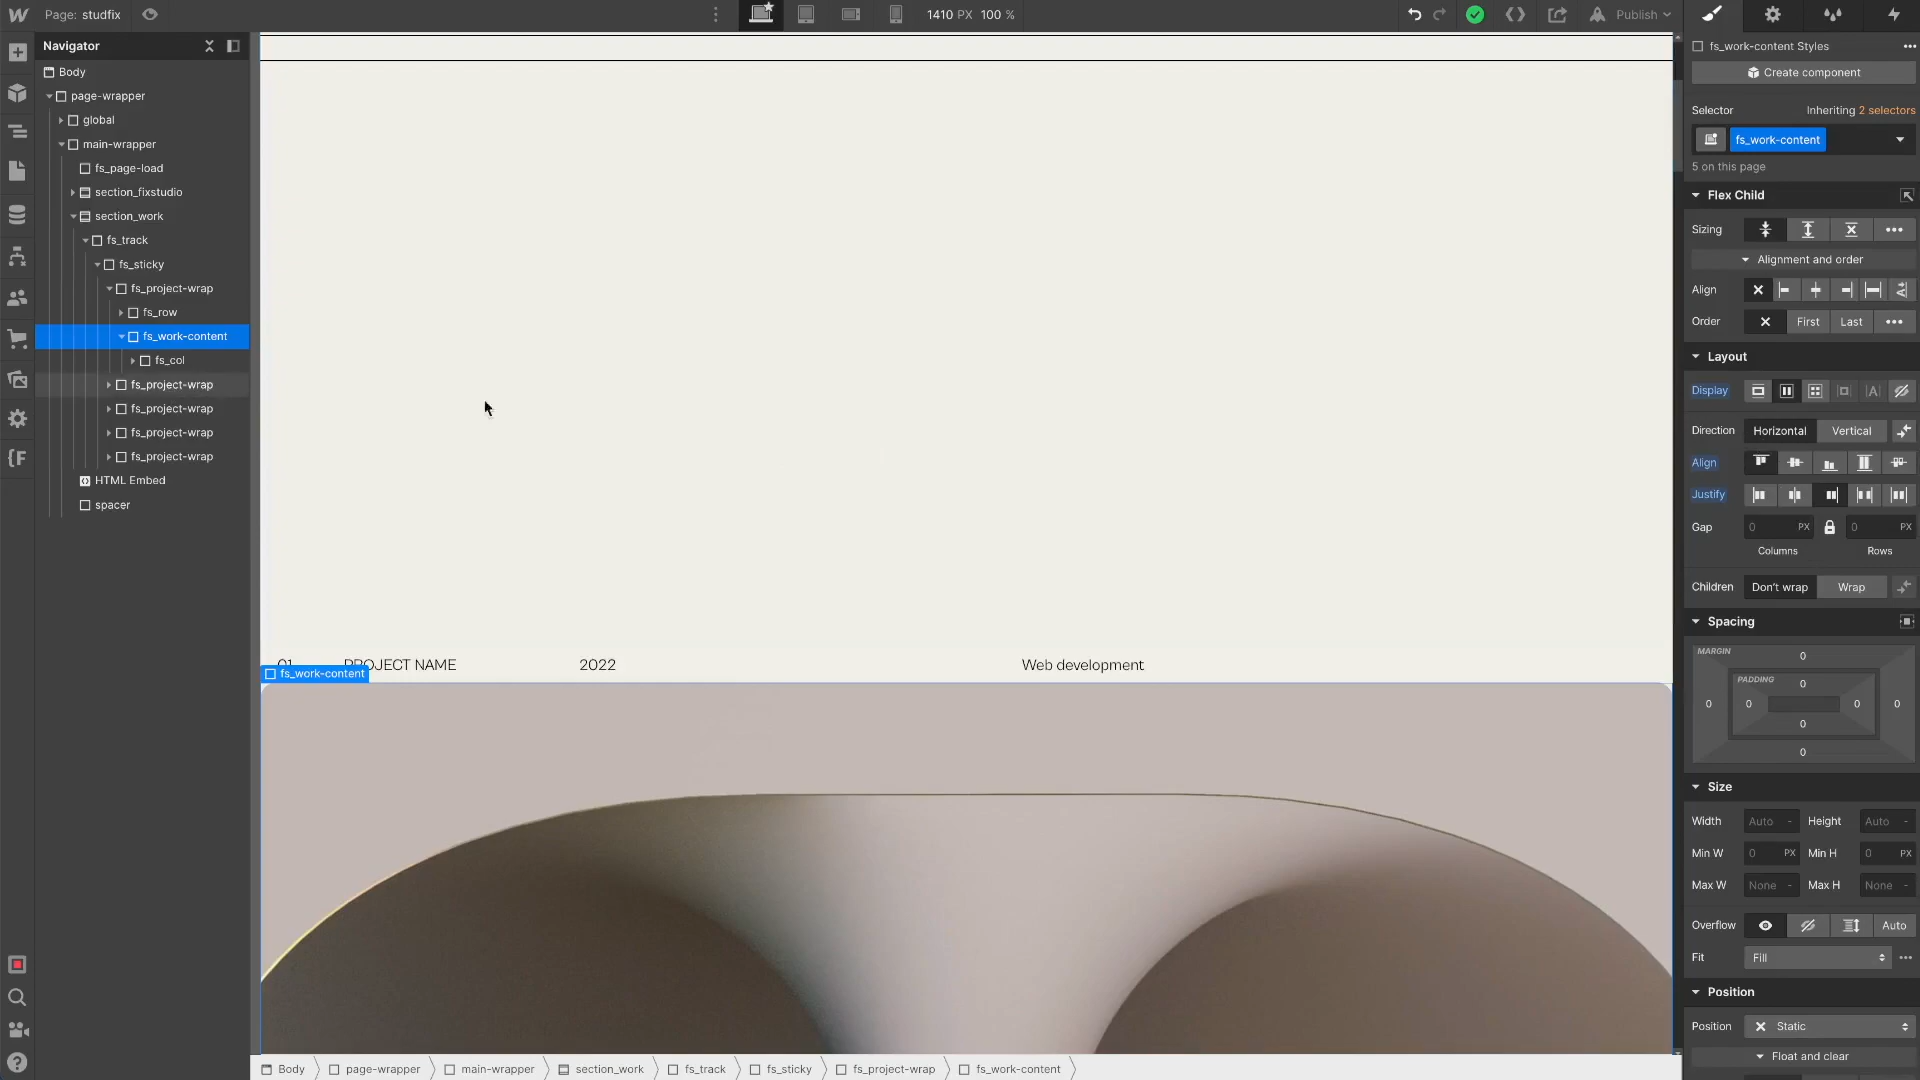 Page: studfix
1410 PX 100 %
Publish
Navigator
Body
page-wrapper
global
main-wrapper
fs_page-load
section_fixstudio
section_work
fs_track
fs_sticky
fs_project-wrap
fs_row
fs_work-content
fs_col
fs_project-wrap
fs_project-wrap
fs_project-wrap
fs_project-wrap
HTML Embed
spacer
01 PROJECT NAME 2022 Web development
fs_work-content
Body page-wrapper main-wrapper section_work fs_track fs_sticky fs_project-wrap fs_work-content
fs_work-content Styles
Create component
Selector Inheriting 2 selectors
fs_work-content
5 on this page
Flex Child
Sizing
Alignment and order
Align
Order First Last
Layout
Display
Direction Horizontal Vertical
Align
Justify
Gap 0 PX 0 PX
Columns Rows
Children Don't wrap Wrap
Spacing
MARGIN 0
PADDING 0
0 0 0 0
0
0
Size
Width Auto - Height Auto -
Min W 0 PX Min H 0 PX
Max W None - Max H None -
Overflow Auto
Fit Fill
Position
Position Static
Float and clear